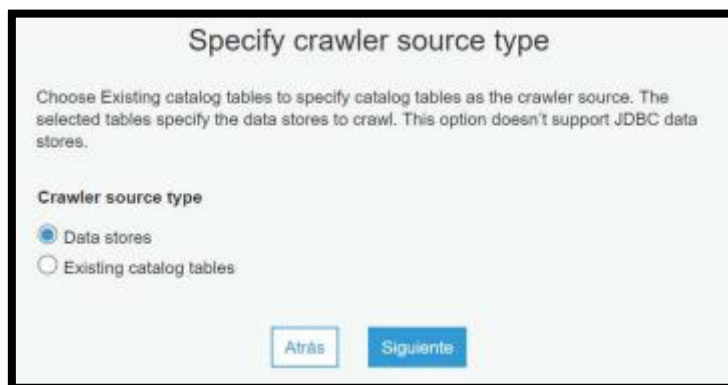 Specify crawler source type
Choose Existing catalog tables to specify catalog tables as the crawler source. The
selected tables specify the data stores to crawl. This option doesn't support JDBC data
stores.
Crawler source type
Data stores
Existing catalog tables
Atrás
Siguiente